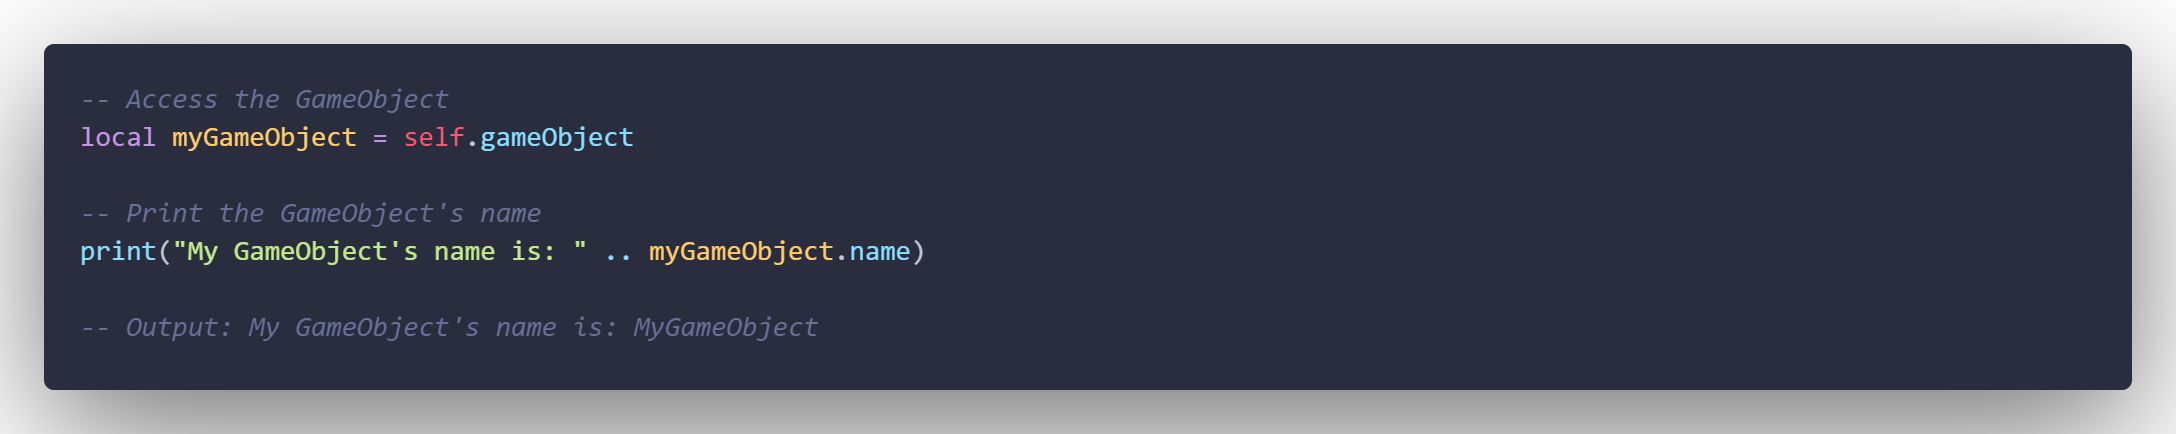 -- Access the GameObject
local myGameObject = self.gameObject
-- Print the GameObject's name
print("My GameObject's name is: " .. myGameObject.name)
-- Output: My GameObject's name is: MyGameObject